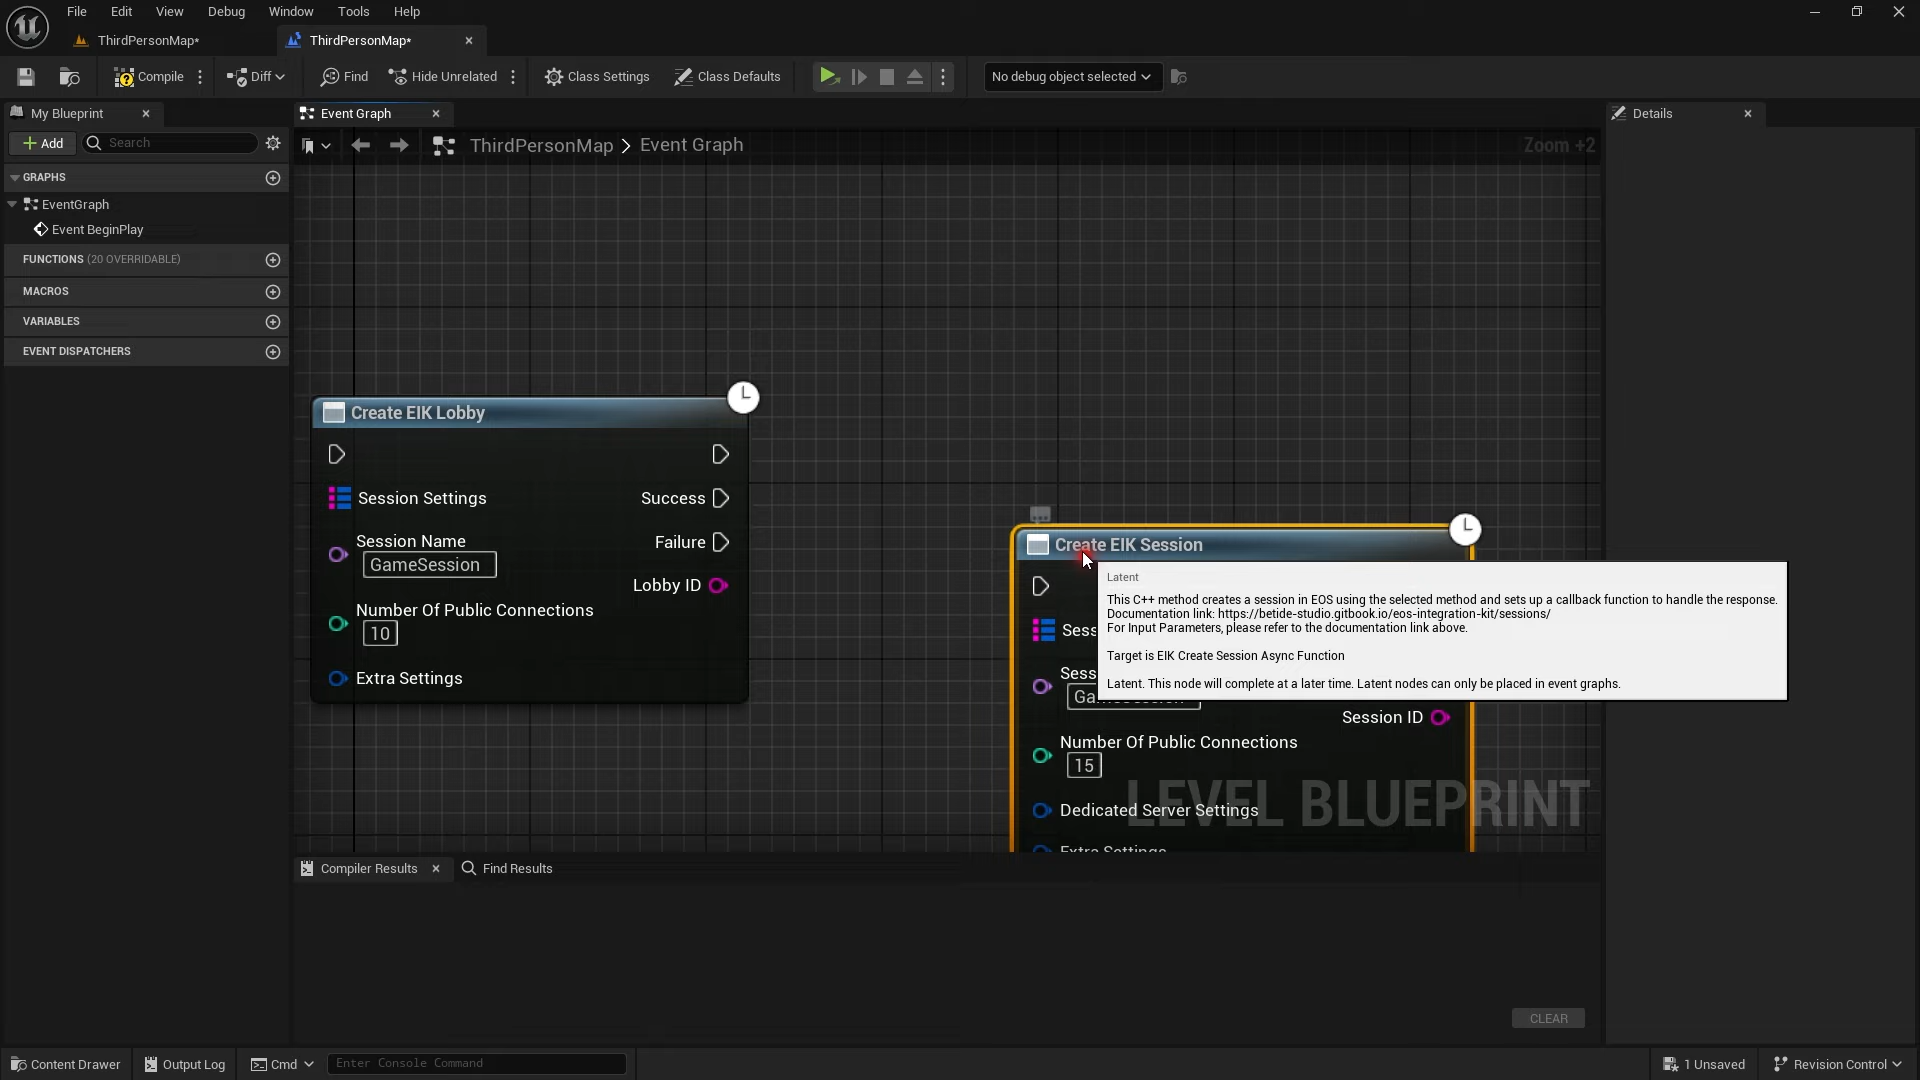 File Edit View Debug Window Tools Help
ThirdPersonMap*
ThirdPersonMap*
Compile
Diff
Find
Hide Unrelated
Class Settings
Class Defaults
No debug object selected
My Blueprint
Event Graph
Details
Add
Search
ThirdPersonMap > Event Graph
Zoom +2
GRAPHS
EventGraph
Event BeginPlay
FUNCTIONS (20 OVERRIDABLE)
MACROS
VARIABLES
EVENT DISPATCHERS
Create EIK Lobby
Session Settings
Success
Session Name
GameSession
Failure
Lobby ID
Number Of Public Connections
10
Extra Settings
Create EIK Session
Latent
This C++ method creates a session in EOS using the selected method and sets up a callback function to handle the response.
Documentation link: https://betide-studio.gitbook.io/eos-integration-kit/sessions/
For Input Parameters, please refer to the documentation link above.
Target is EIK Create Session Async Function
Latent. This node will complete at a later time. Latent nodes can only be placed in event graphs.
Session ID
Number Of Public Connections
15
Dedicated Server Settings
Extra Settings
LEVEL BLUEPRINT
Compiler Results
Find Results
CLEAR
Content Drawer
Output Log
Cmd
Enter Console Command
1 Unsaved
Revision Control